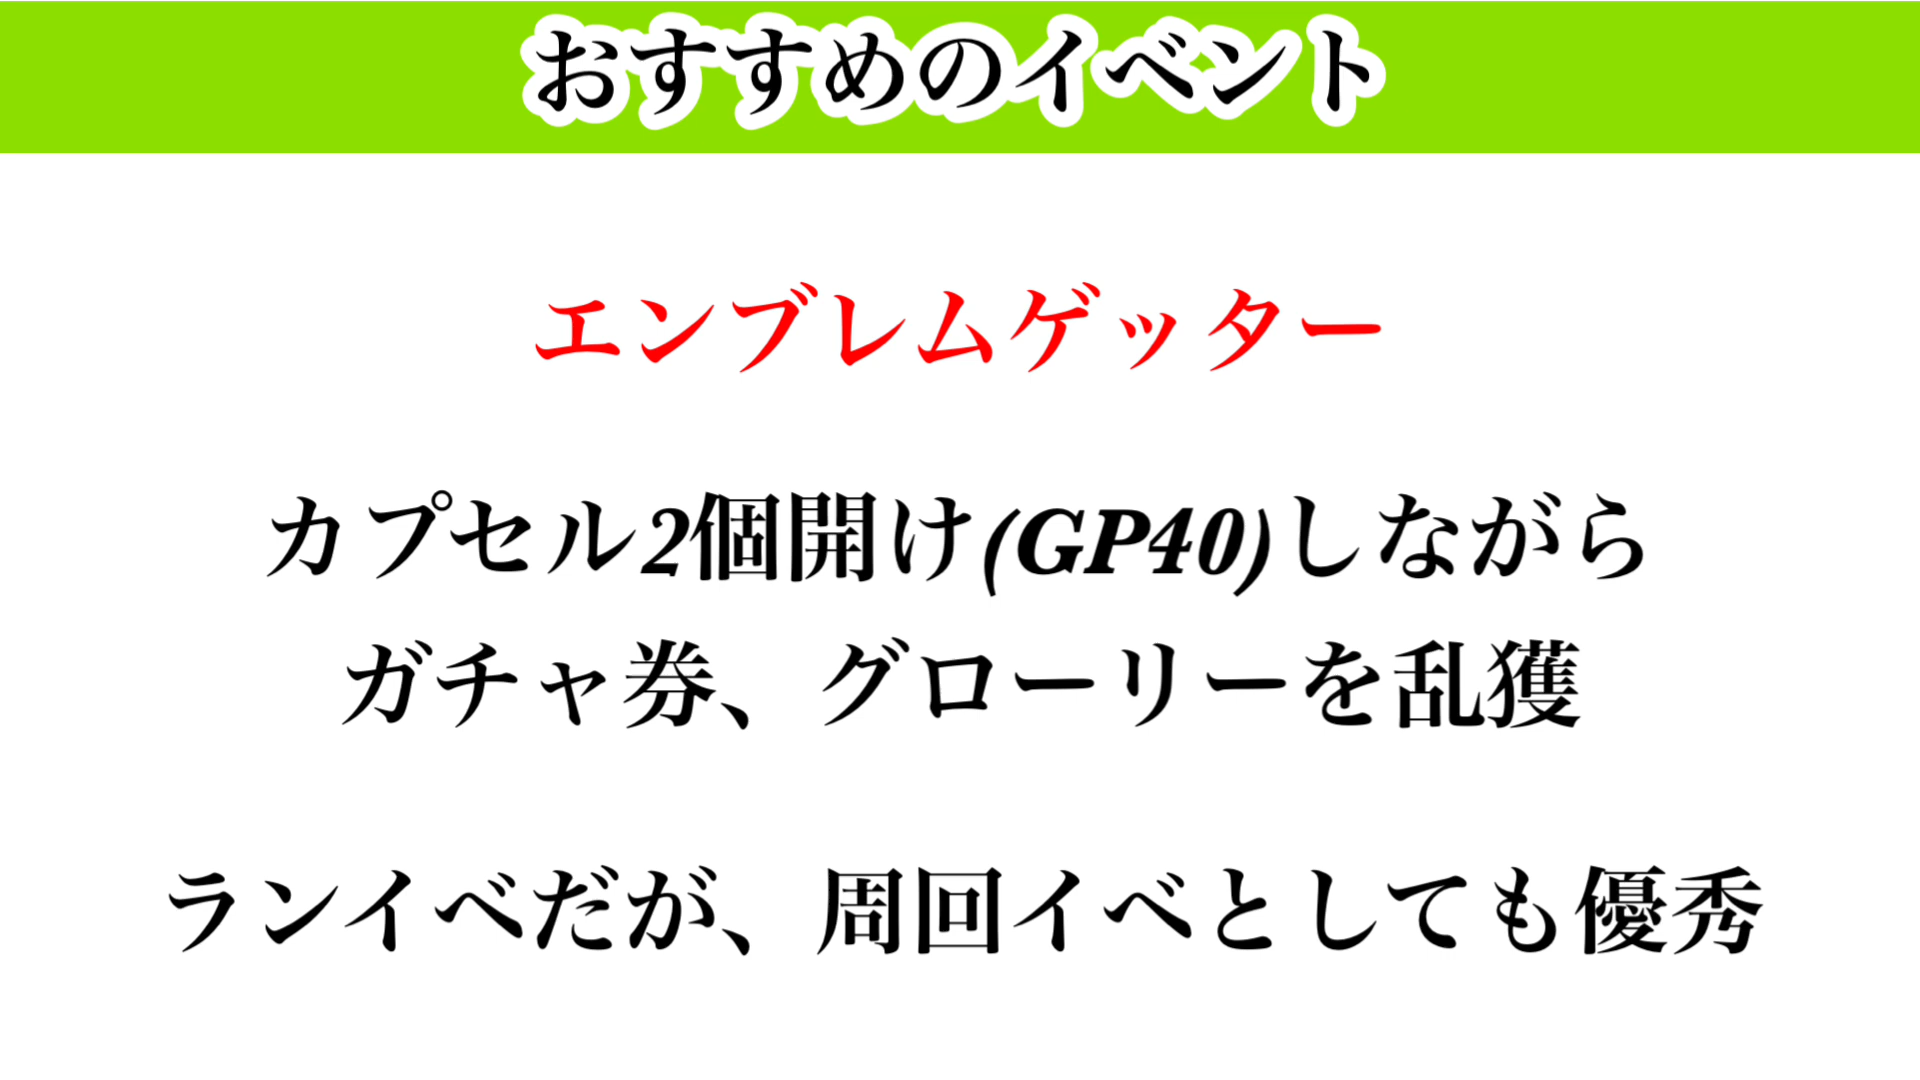 おすすめのイベント
エンブレムゲッター
カプセル2個開け(GP40)しながら
ガチャ券、グローリーを乱獲
ランイベだが、周回イベとしても優秀